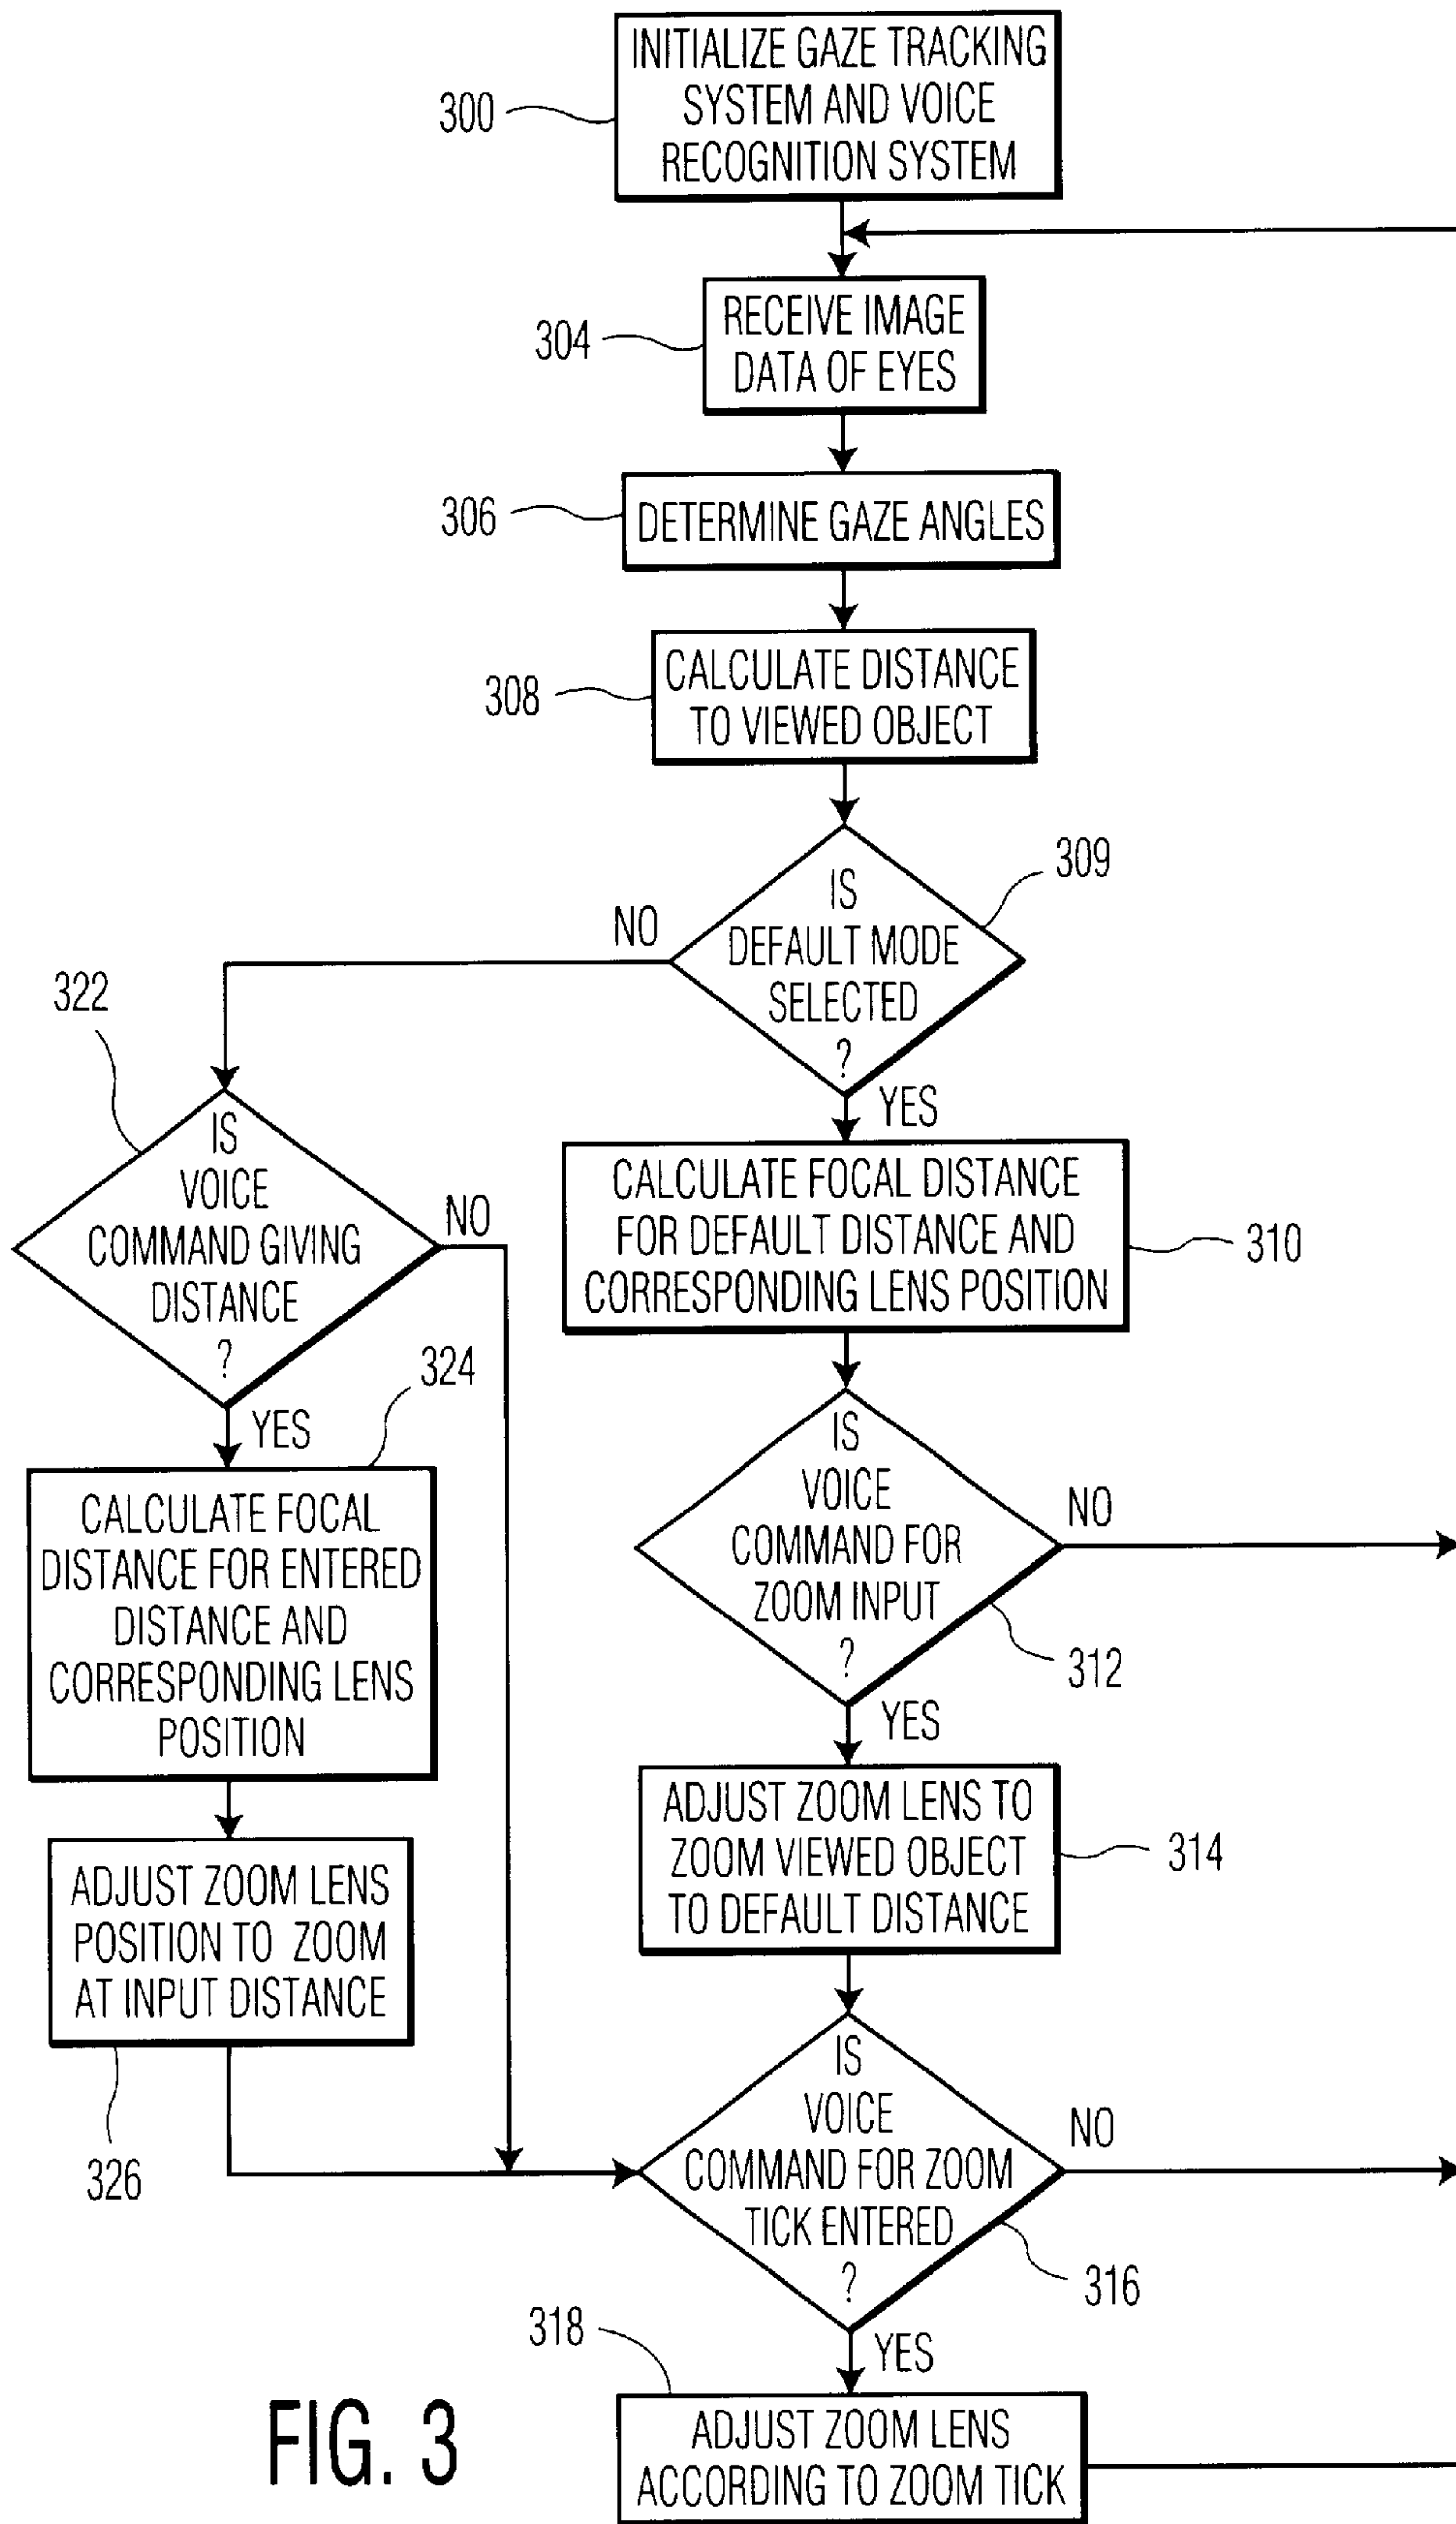 INITIALIZE GAZE TRACKING
SYSTEM AND VOICE
RECOGNITION SYSTEM
300
RECEIVE IMAGE
DATA OF EYES
304
DETERMINE GAZE ANGLES
306
CALCULATE DISTANCE
TO VIEWED OBJECT
308
IS
DEFAULT MODE
SELECTED
?
309
NO
YES
322
IS
VOICE
COMMAND GIVING
DISTANCE
?
NO
YES
324
CALCULATE FOCAL
DISTANCE FOR ENTERED
DISTANCE AND
CORRESPONDING LENS
POSITION
ADJUST ZOOM LENS
POSITION TO ZOOM
AT INPUT DISTANCE
326
CALCULATE FOCAL DISTANCE
FOR DEFAULT DISTANCE AND
CORRESPONDING LENS POSITION
310
IS
VOICE
COMMAND FOR
ZOOM INPUT
?
NO
312
YES
ADJUST ZOOM LENS TO
ZOOM VIEWED OBJECT
TO DEFAULT DISTANCE
314
IS
VOICE
COMMAND FOR ZOOM
TICK ENTERED
?
NO
316
YES
318
ADJUST ZOOM LENS
ACCORDING TO ZOOM TICK
FIG. 3